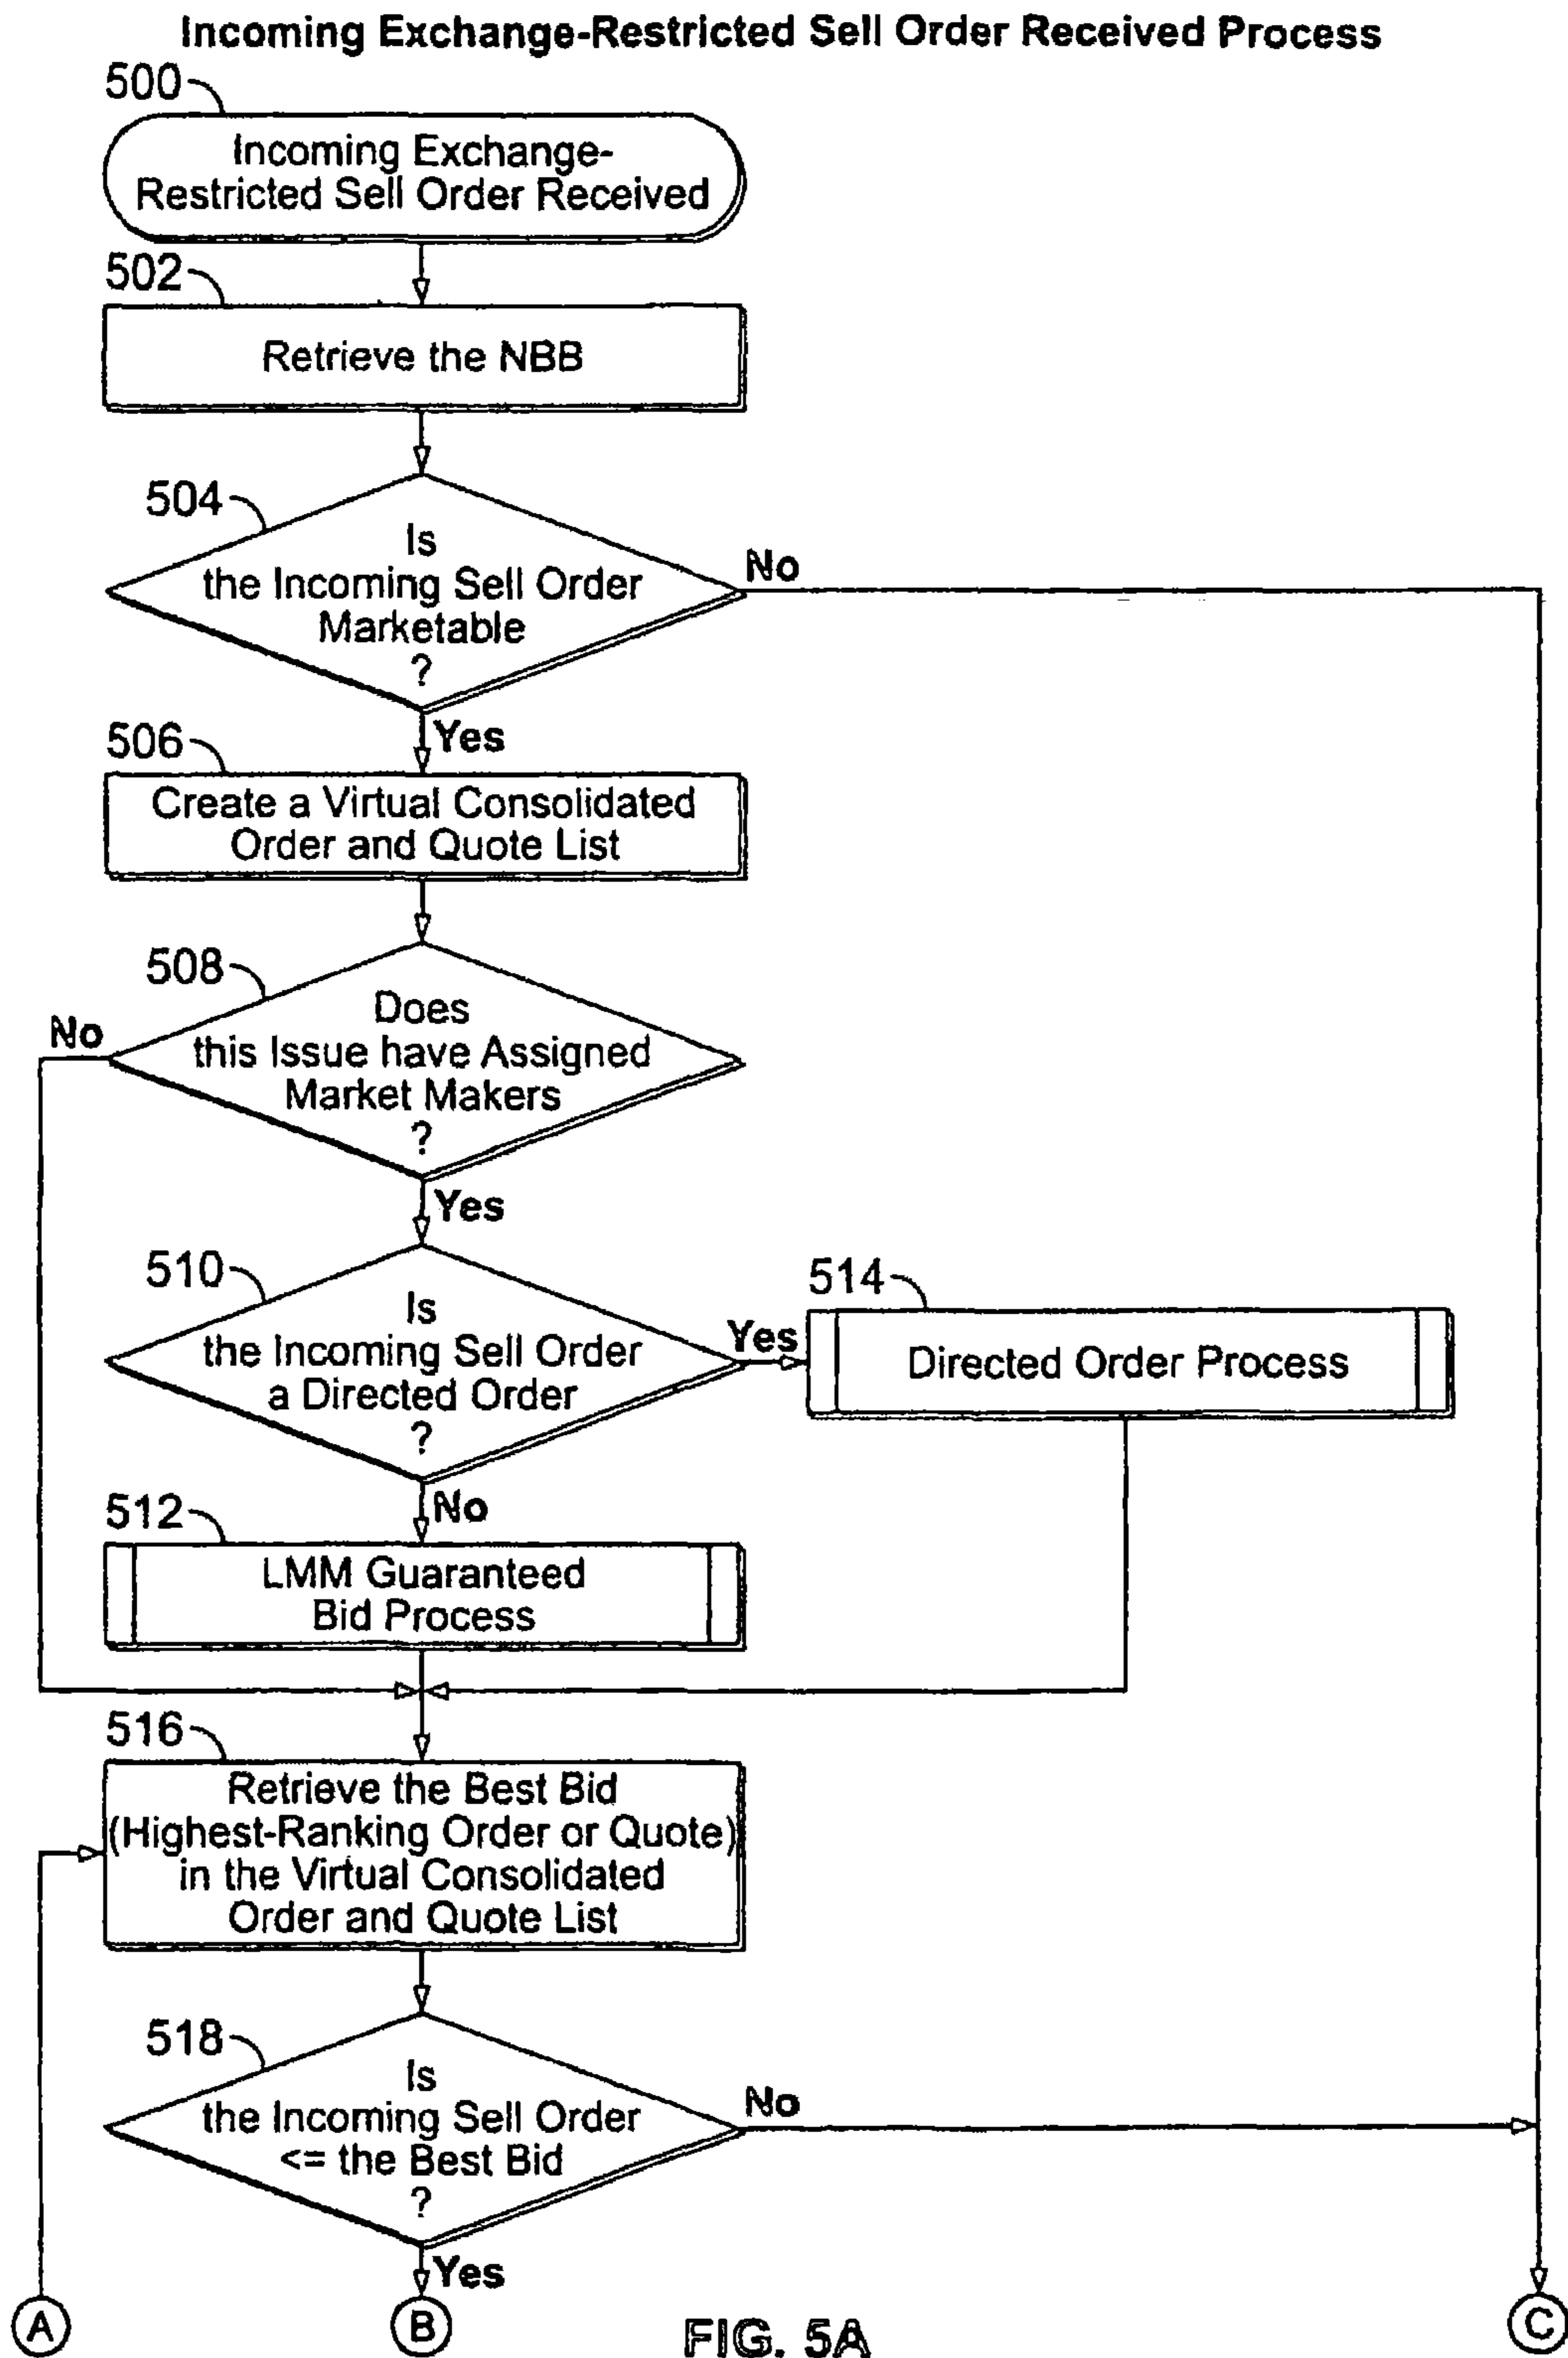 Incoming Exchange-Restricted Sell Order Received Process
500
Incoming Exchange-
Restricted Sell Order Received
502
Retrieve the NBB
504
Is
the Incoming Sell Order
Marketable
?
No
Yes
506
Create a Virtual Consolidated
Order and Quote List
508
Does
this Issue have Assigned
Market Makers
?
No
Yes
510
Is
the Incoming Sell Order
a Directed Order
?
Yes
514
Directed Order Process
No
512
LMM Guaranteed
Bid Process
516
Retrieve the Best Bid
(Highest-Ranking Order or Quote)
in the Virtual Consolidated
Order and Quote List
518
Is
the Incoming Sell Order
<= the Best Bid
?
No
Yes
A
B
C
FIG. 5A